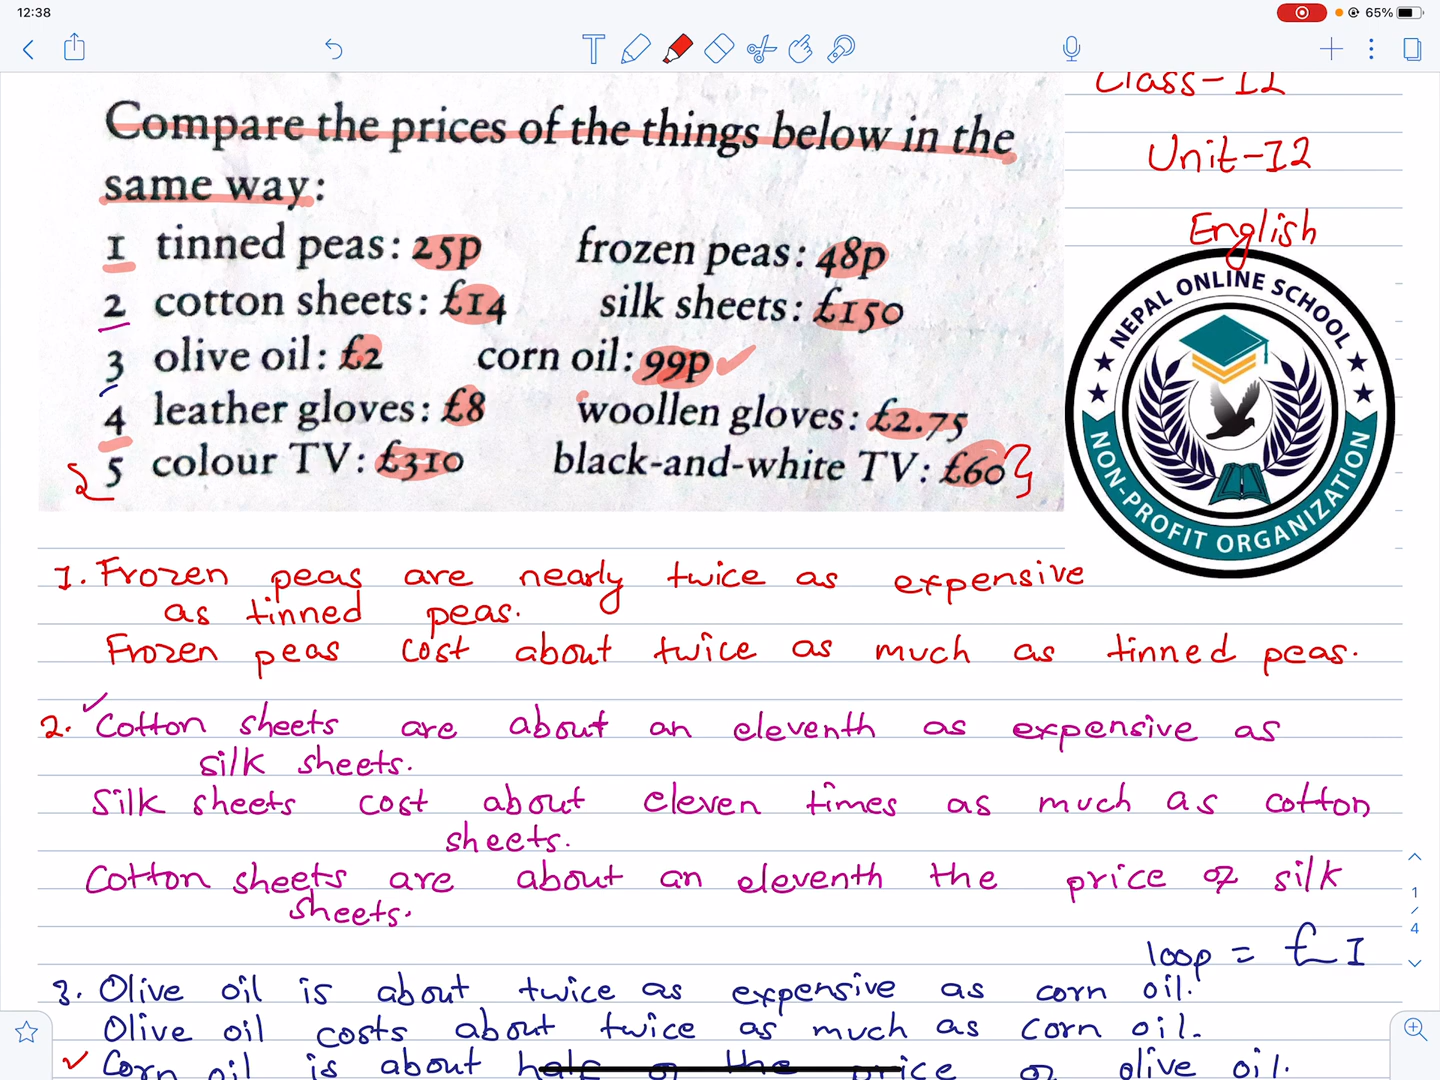 12:38
65%
Class-12
Compare the prices of the things below in the
same way:
Unit-12
English
1 tinned peas: 25p frozen peas: 48p
2 cotton sheets: £14 silk sheets: £150
3 olive oil: £2 corn oil: 99p
4 leather gloves: £8 woollen gloves: £2.75
5 colour TV: £310 black-and-white TV: £60
NEPAL ONLINE SCHOOL
NON-PROFIT ORGANIZATION
1. Frozen peas are nearly twice as expensive
as tinned peas.
Frozen peas cost about twice as much as tinned peas.
2. Cotton sheets are about an eleventh as expensive as
silk sheets.
Silk sheets cost about eleven times as much as cotton
sheets.
Cotton sheets are about an eleventh the price of silk
sheets.
100p = £1
3. Olive oil is about twice as expensive as corn oil.
Olive oil costs about twice as much as corn oil.
Corn oil is about half of the price of olive oil.
1
/
4